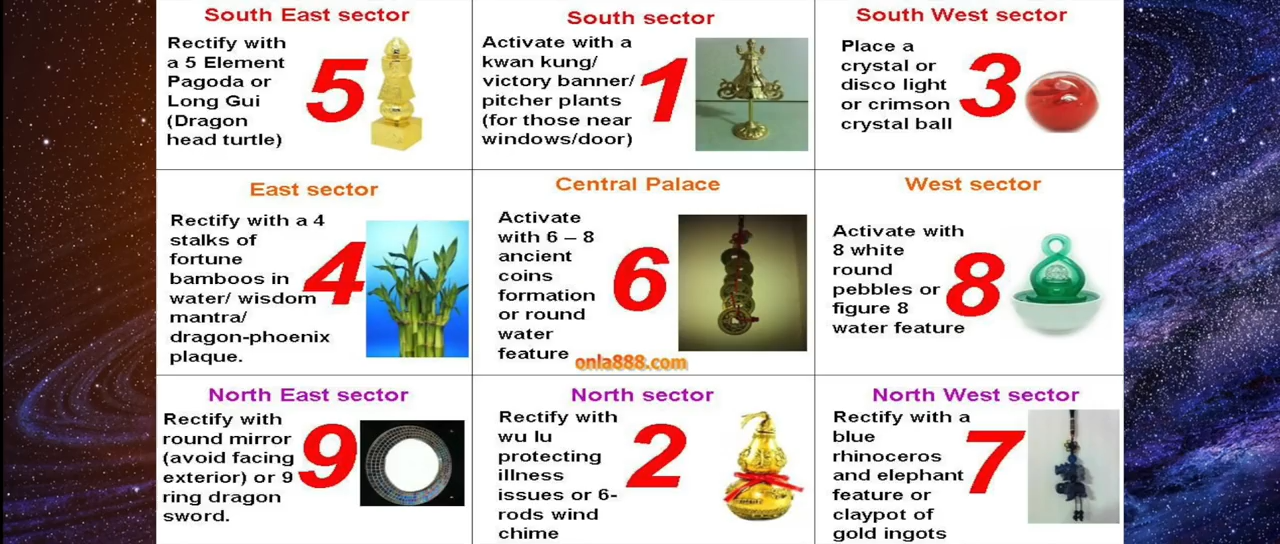 South East sector
Rectify with
a 5 Element
Pagoda or
Long Gui
(Dragon
head turtle)
5
South sector
Activate with a
kwan kung/
victory banner/
pitcher plants
(for those near
windows/door)
1
South West sector
Place a
crystal or
disco light
or crimson
crystal ball
3
East sector
Rectify with a 4
stalks of
fortune
bamboos in
water/ wisdom
mantra/
dragon-phoenix
plaque.
4
Central Palace
Activate
with 6 – 8
ancient
coins
formation
or round
water
feature
6
onla888.com
West sector
Activate with
8 white
round
pebbles or
figure 8
water feature
8
North East sector
Rectify with
round mirror
(avoid facing
exterior) or 9
ring dragon
sword.
9
North sector
Rectify with
wu lu
protecting
illness
issues or 6-
rods wind
chime
2
North West sector
Rectify with a
blue
rhinoceros
and elephant
feature or
claypot of
gold ingots
7